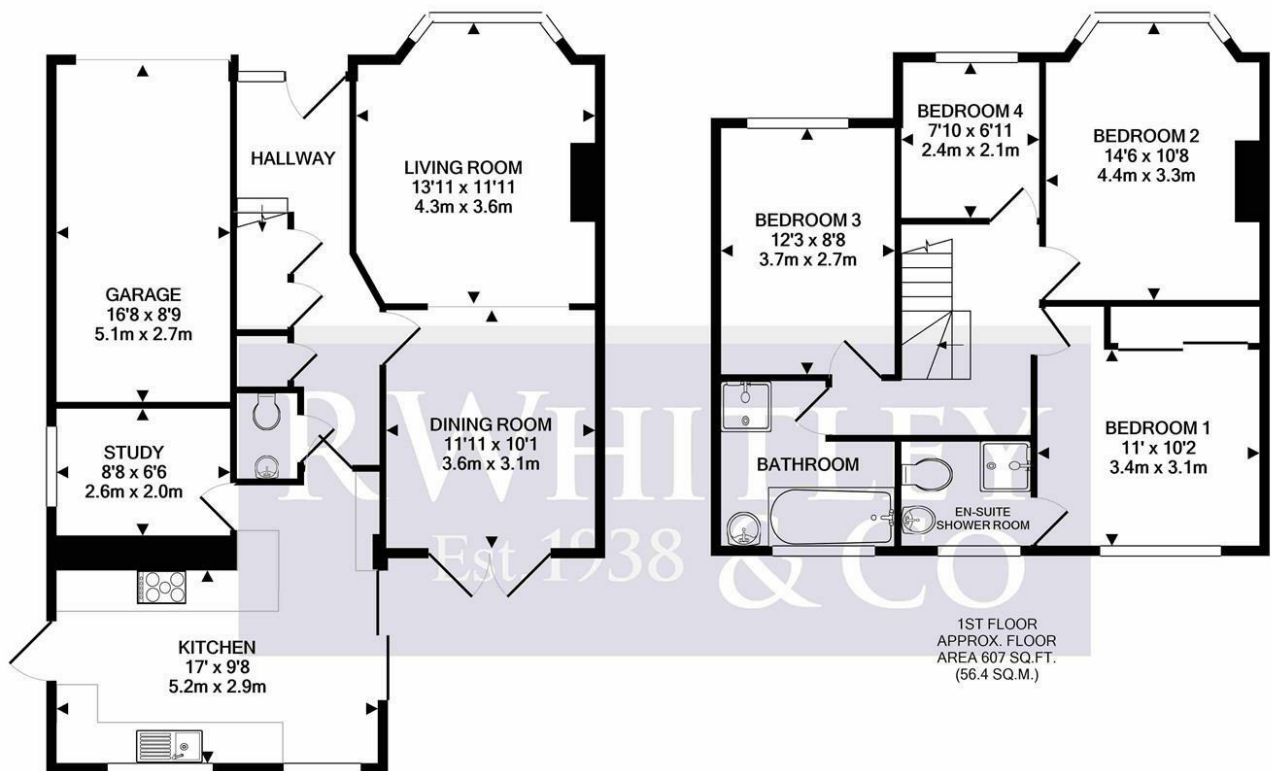 HALLWAY
LIVING ROOM
13'11 x 11'11
4.3m x 3.6m
GARAGE
16'8 x 8'9
5.1m x 2.7m
STUDY
8'8 x 6'6
2.6m x 2.0m
DINING ROOM
11'11 x 10'1
3.6m x 3.1m
KITCHEN
17' x 9'8
5.2m x 2.9m
BEDROOM 4
7'10 x 6'11
2.4m x 2.1m
BEDROOM 2
14'6 x 10'8
4.4m x 3.3m
BEDROOM 3
12'3 x 8'8
3.7m x 2.7m
BEDROOM 1
11' x 10'2
3.4m x 3.1m
BATHROOM
EN-SUITE
SHOWER ROOM
1ST FLOOR
APPROX. FLOOR
AREA 607 SQ.FT.
(56.4 SQ.M.)
RWHITLEY
& CO
Est 1938